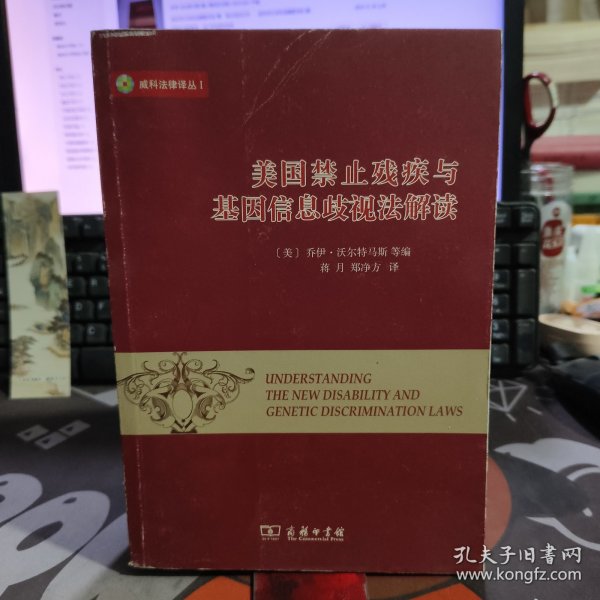 威科法律译丛 I
美国禁止残疾与
基因信息歧视法解读
〔美〕乔伊·沃尔特马斯 等编
蒋 月 郑净方 译
UNDERSTANDING
THE NEW DISABILITY AND
GENETIC DISCRIMINATION LAWS
商務印書館
The Commercial Press
孔夫子旧书网
www.kongfz.com